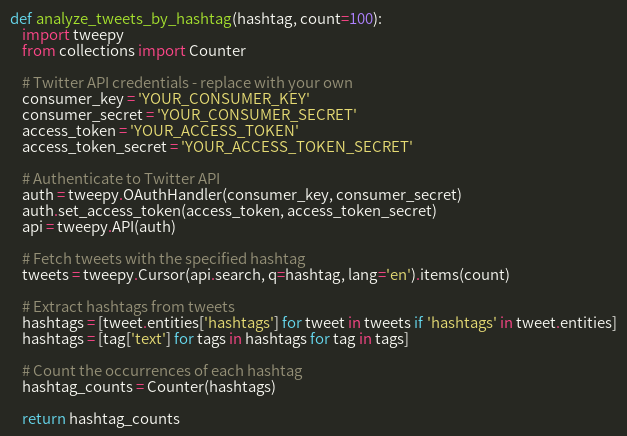 def analyze_tweets_by_hashtag(hashtag, count=100):
    import tweepy
    from collections import Counter

    # Twitter API credentials - replace with your own
    consumer_key = 'YOUR_CONSUMER_KEY'
    consumer_secret = 'YOUR_CONSUMER_SECRET'
    access_token = 'YOUR_ACCESS_TOKEN'
    access_token_secret = 'YOUR_ACCESS_TOKEN_SECRET'

    # Authenticate to Twitter API
    auth = tweepy.OAuthHandler(consumer_key, consumer_secret)
    auth.set_access_token(access_token, access_token_secret)
    api = tweepy.API(auth)

    # Fetch tweets with the specified hashtag
    tweets = tweepy.Cursor(api.search, q=hashtag, lang='en').items(count)

    # Extract hashtags from tweets
    hashtags = [tweet.entities['hashtags'] for tweet in tweets if 'hashtags' in tweet.entities]
    hashtags = [tag['text'] for tags in hashtags for tag in tags]

    # Count the occurrences of each hashtag
    hashtag_counts = Counter(hashtags)

    return hashtag_counts